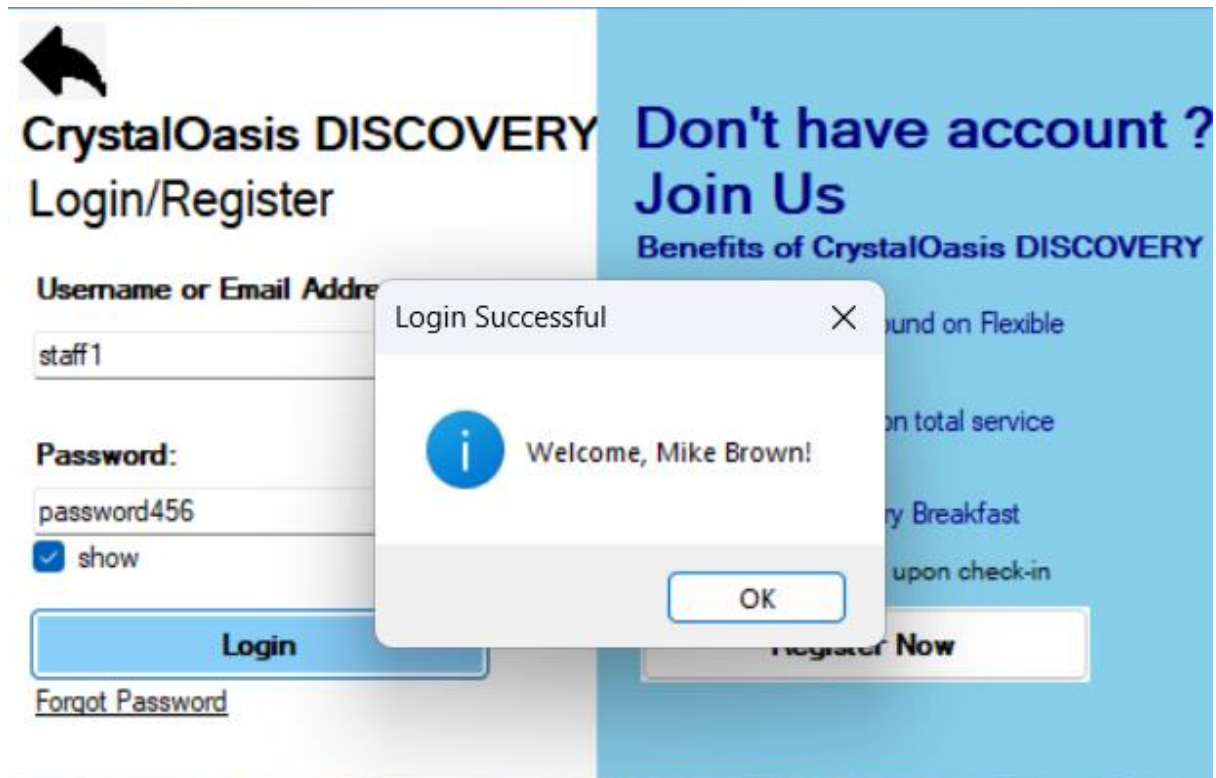 CrystalOasis DISCOVERY
Login/Register
Username or Email Addre
staff1
Password:
password456
show
Login
Forgot Password
Don't have account ?
Join Us
Benefits of CrystalOasis DISCOVERY
on Flexible
on total service
Breakfast
upon check-in
Now
Login Successful
Welcome, Mike Brown!
OK